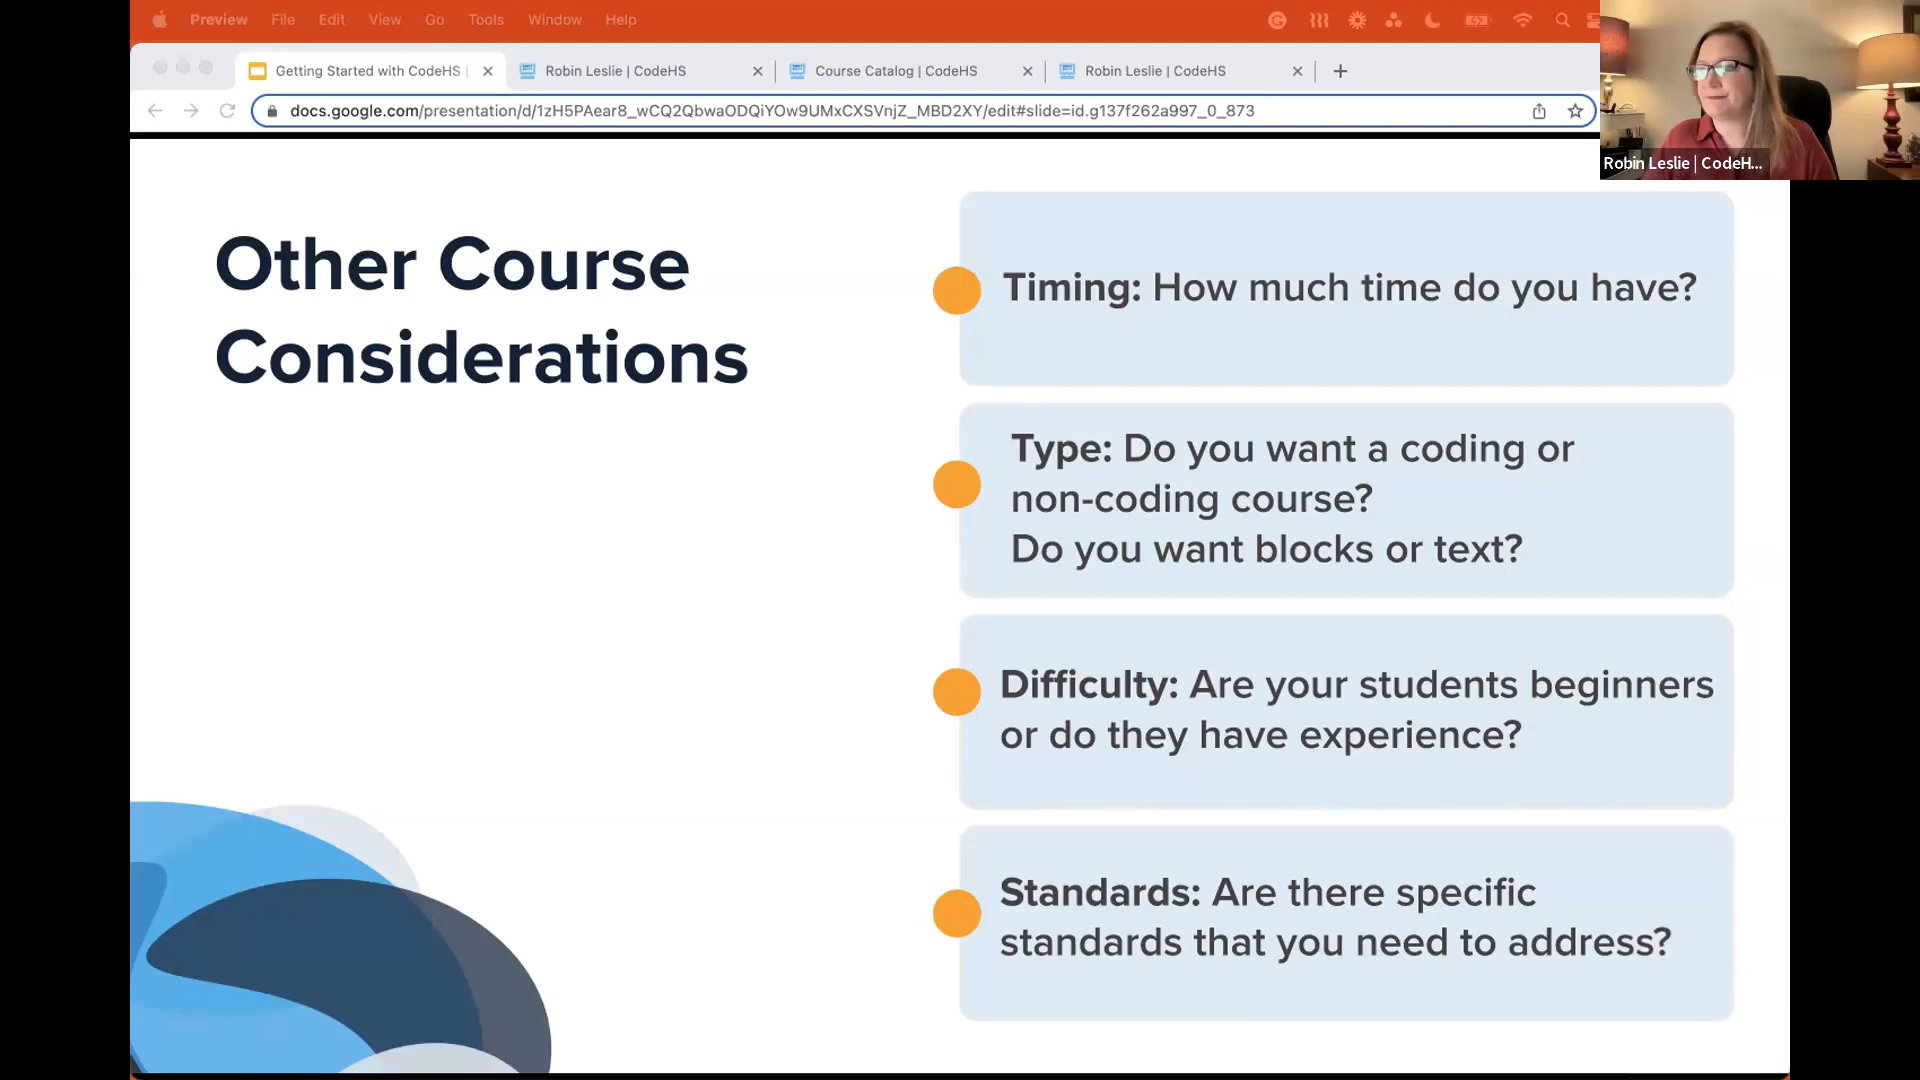 Preview File Edit View Go Tools Window Help
Getting Started with CodeHS
Robin Leslie | CodeHS
Course Catalog | CodeHS
Robin Leslie | CodeHS
docs.google.com/presentation/d/1zH5PAear8_wCQ2QbwaODQiYOw9UMxCXSVnjZ_MBD2XY/edit#slide=id.g137f262a997_0_873
Robin Leslie | CodeH...
Other Course
Considerations
Timing: How much time do you have?
Type: Do you want a coding or
non-coding course?
Do you want blocks or text?
Difficulty: Are your students beginners
or do they have experience?
Standards: Are there specific
standards that you need to address?